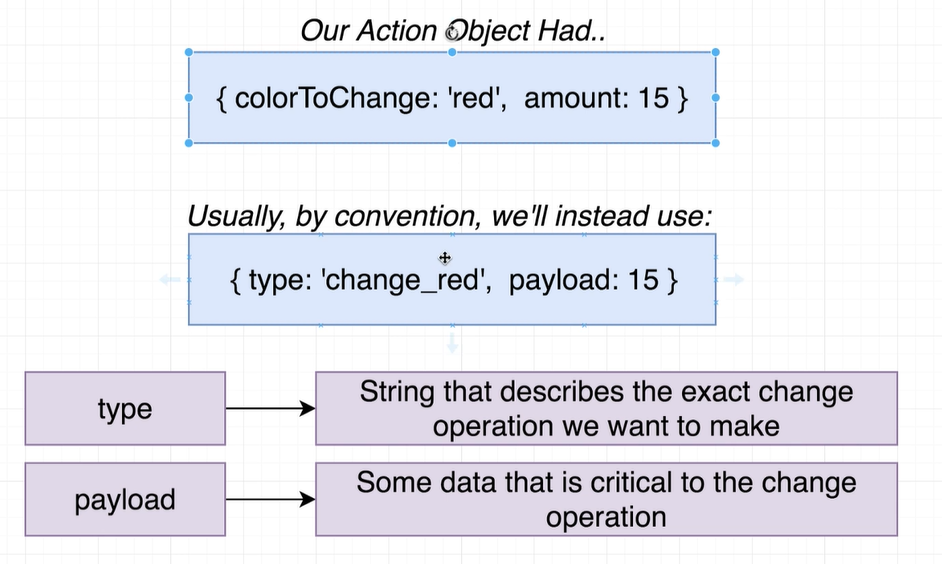 Our Action Object Had..
{ colorToChange: 'red',  amount: 15 }
Usually, by convention, we'll instead use:
{ type: 'change_red',  payload: 15 }
type
String that describes the exact change
operation we want to make
payload
Some data that is critical to the change
operation